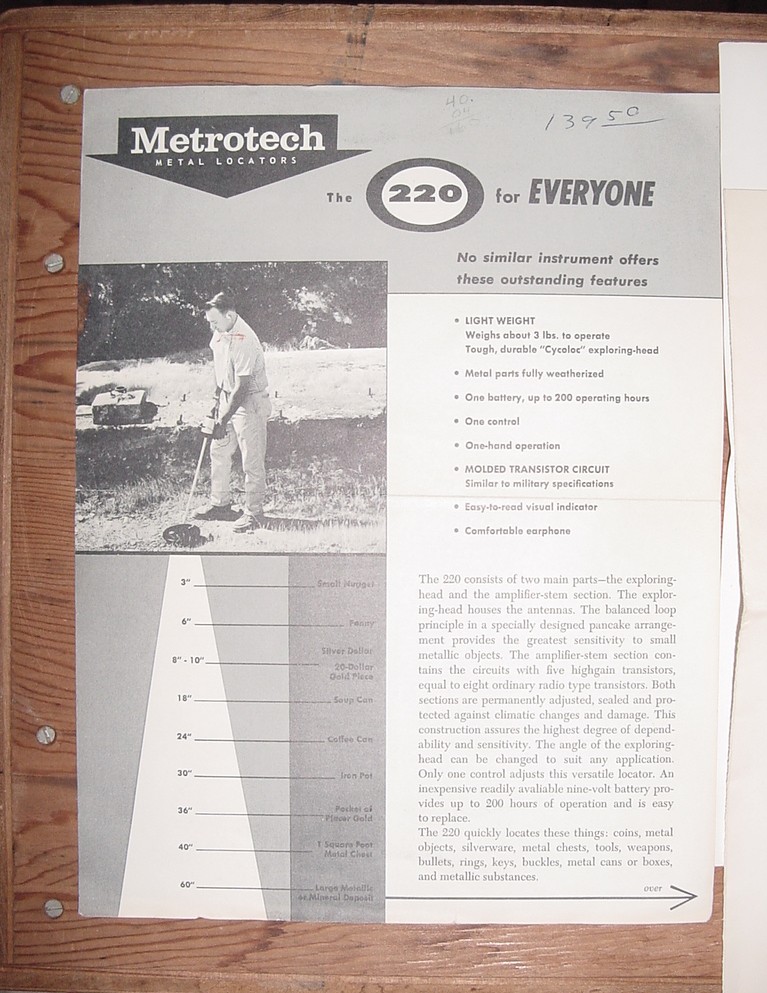 40.
13950
Metrotech
METAL LOCATORS
The 220 for EVERYONE
No similar instrument offers
these outstanding features
• LIGHT WEIGHT
Weighs about 3 lbs. to operate
Tough, durable "Cycoloc" exploring-head
• Metal parts fully weatherized
• One battery, up to 200 operating hours
• One control
• One-hand operation
• MOLDED TRANSISTOR CIRCUIT
Similar to military specifications
• Easy-to-read visual indicator
• Comfortable earphone
3" Small Nugget
6" Penny
Silver Dollar
8" - 10"
20-Dollar
Gold Piece
18" Soup Can
24" Coffee Can
30" Iron Pot
36" Pocket of
Placer Gold
40" 1 Square Foot
Metal Chest
60" Large Metallic
or Mineral Deposit
The 220 consists of two main parts—the exploring-
head and the amplifier-stem section. The explor-
ing-head houses the antennas. The balanced loop
principle in a specially designed pancake arrange-
ment provides the greatest sensitivity to small
metallic objects. The amplifier-stem section con-
tains the circuits with five highgain transistors,
equal to eight ordinary radio type transistors. Both
sections are permanently adjusted, sealed and pro-
tected against climatic changes and damage. This
construction assures the highest degree of depend-
ability and sensitivity. The angle of the exploring-
head can be changed to suit any application.
Only one control adjusts this versatile locator. An
inexpensive readily avaliable nine-volt battery pro-
vides up to 200 hours of operation and is easy
to replace.
The 220 quickly locates these things: coins, metal
objects, silverware, metal chests, tools, weapons,
bullets, rings, keys, buckles, metal cans or boxes,
and metallic substances.
over